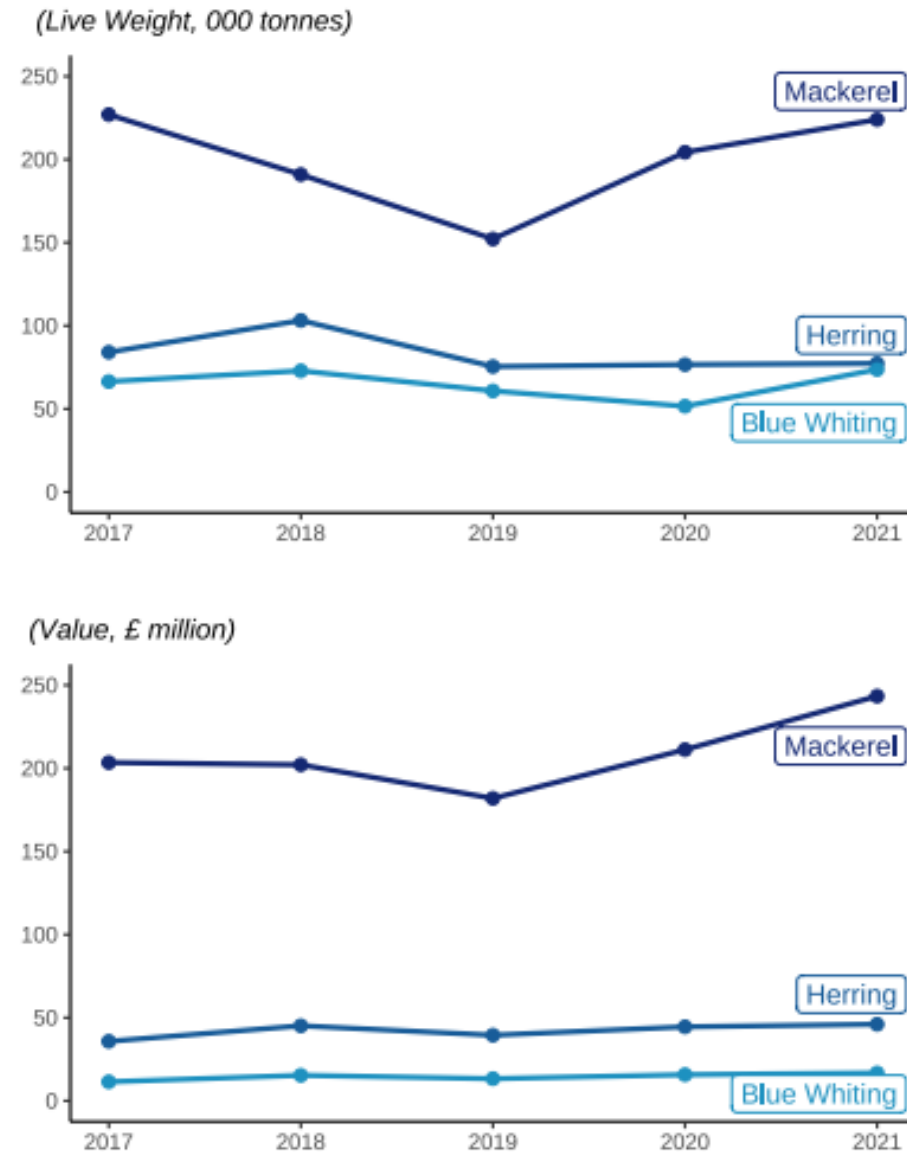 (Live Weight, 000 tonnes)
250
Mackerel
200
150
100
Herring
50
Blue Whiting
0
2017 2018 2019 2020 2021
(Value, £ million)
250
Mackerel
200
150
100
Herring
50
Blue Whiting
0
2017 2018 2019 2020 2021